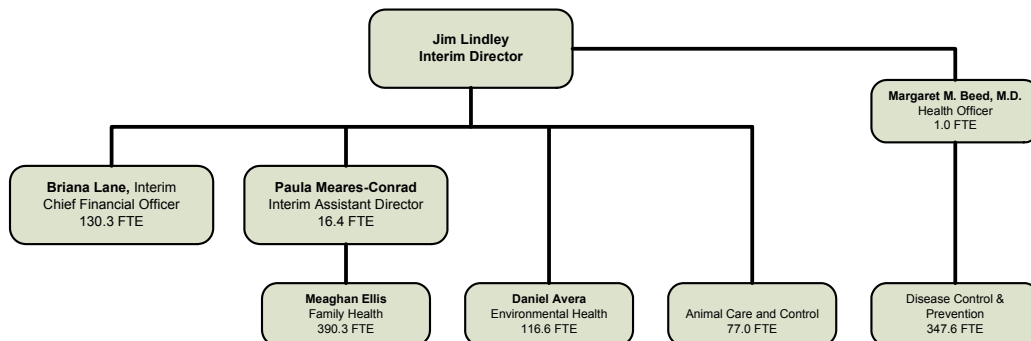 Jim Lindley
Interim Director
Margaret M. Beed, M.D.
Health Officer
1.0 FTE
Briana Lane, Interim
Chief Financial Officer
130.3 FTE
Paula Meares-Conrad
Interim Assistant Director
16.4 FTE
Meaghan Ellis
Family Health
390.3 FTE
Daniel Avera
Environmental Health
116.6 FTE
Animal Care and Control
77.0 FTE
Disease Control &
Prevention
347.6 FTE